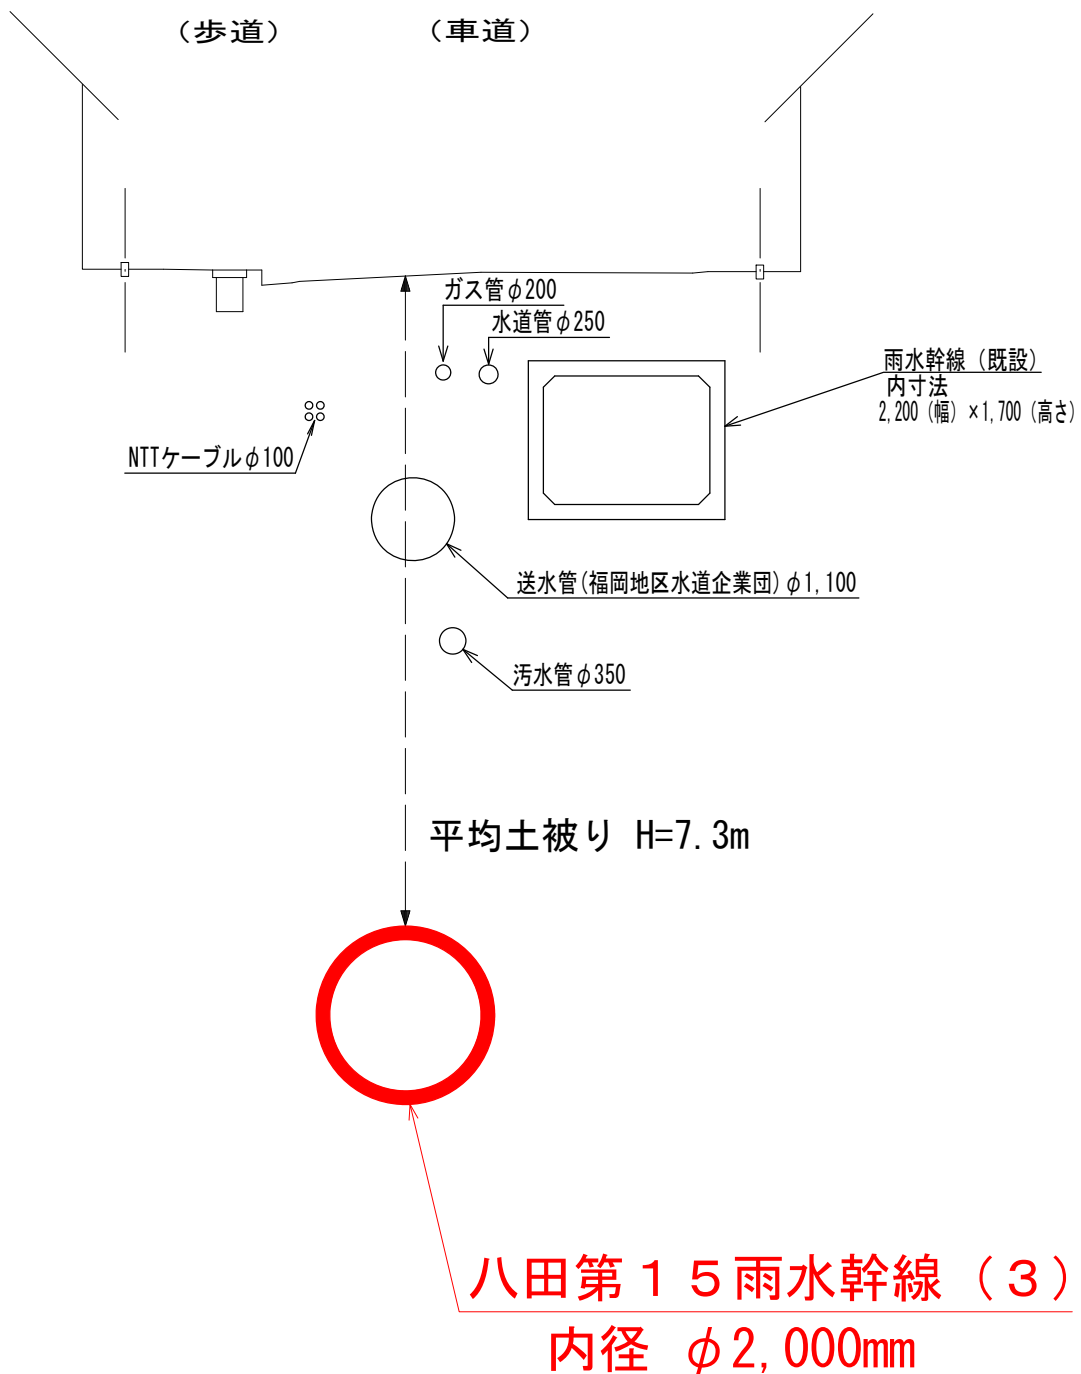 （歩道）
（車道）
ガス管φ200
水道管φ250
雨水幹線（既設）
内寸法
2,200（幅）×1,700（高さ）
NTTケーブルφ100
送水管(福岡地区水道企業団)φ1,100
汚水管φ350
平均土被り H=7.3m
八田第１５雨水幹線（３）
内径 φ2,000mm